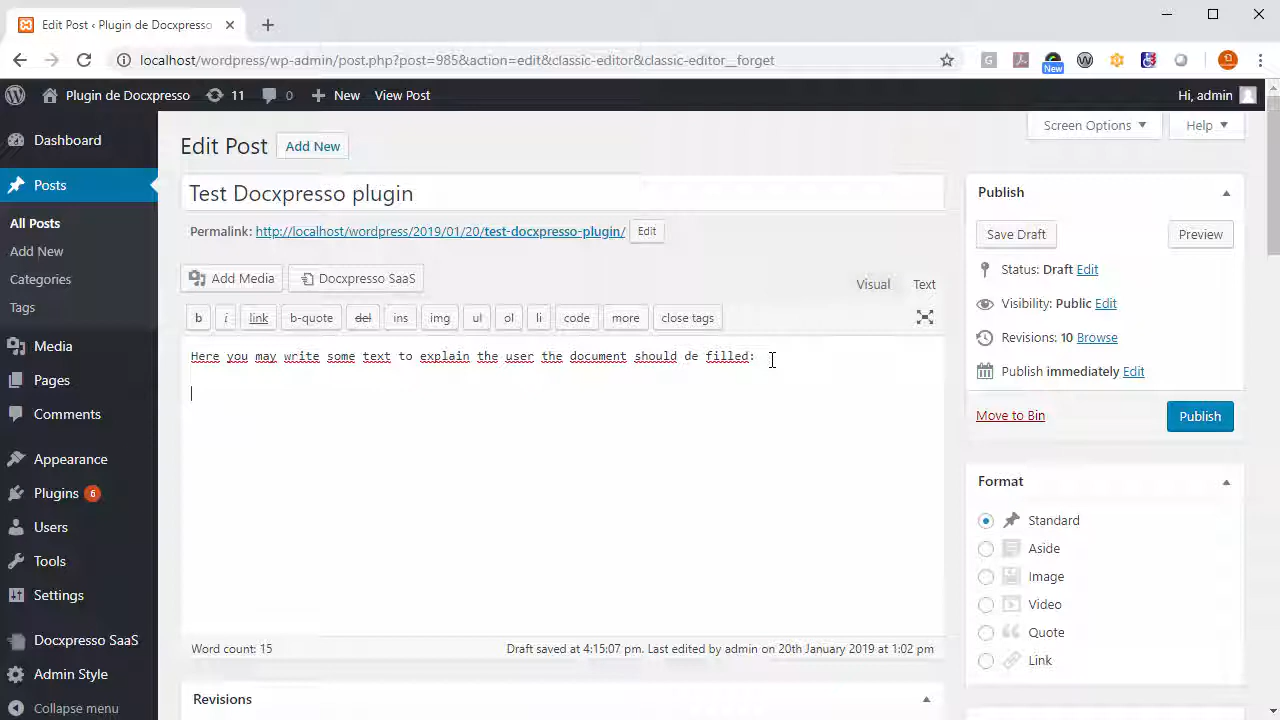 Edit Post ‹ Plugin de Docxpresso
localhost/wordpress/wp-admin/post.php?post=985&action=edit&classic-editor&classic-editor__forget
New
Plugin de Docxpresso 11 0 New View Post Hi, admin
Screen Options Help
Dashboard
Posts
All Posts
Add New
Categories
Tags
Media
Pages
Comments
Appearance
Plugins 6
Users
Tools
Settings
Docxpresso SaaS
Admin Style
Collapse menu
Edit Post Add New
Test Docxpresso plugin
Permalink: http://localhost/wordpress/2019/01/20/test-docxpresso-plugin/ Edit
Add Media Docxpresso SaaS Visual Text
b i link b-quote del ins img ul ol li code more close tags
Here you may write some text to explain the user the document should de filled:
Word count: 15 Draft saved at 4:15:07 pm. Last edited by admin on 20th January 2019 at 1:02 pm
Revisions
Publish
Save Draft Preview
Status: Draft Edit
Visibility: Public Edit
Revisions: 10 Browse
Publish immediately Edit
Move to Bin Publish
Format
Standard
Aside
Image
Video
Quote
Link